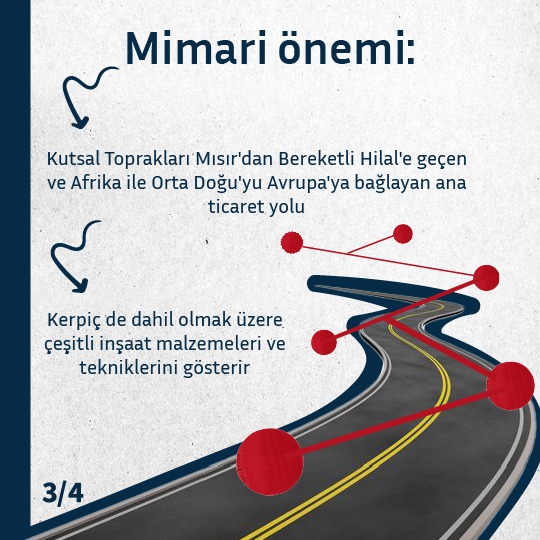 Mimari önemi:
Kutsal Toprakları Mısır'dan Bereketli Hilal'e geçen
ve Afrika ile Orta Doğu'yu Avrupa'ya bağlayan ana
ticaret yolu
Kerpiç de dahil olmak üzere
çeşitli inşaat malzemeleri ve
tekniklerini gösterir
3/4